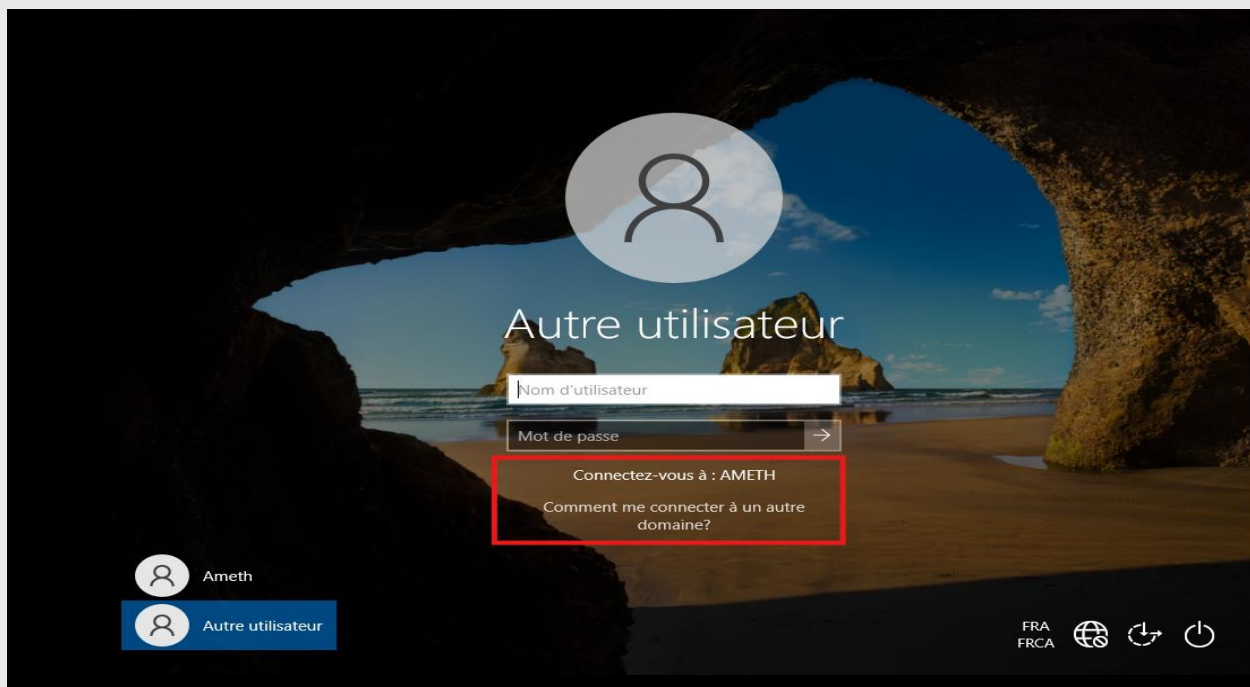 Autre utilisateur
Nom d'utilisateur
Mot de passe
Connectez-vous à : AMETH
Comment me connecter à un autre
domaine?
Ameth
Autre utilisateur
FRA
FRCA